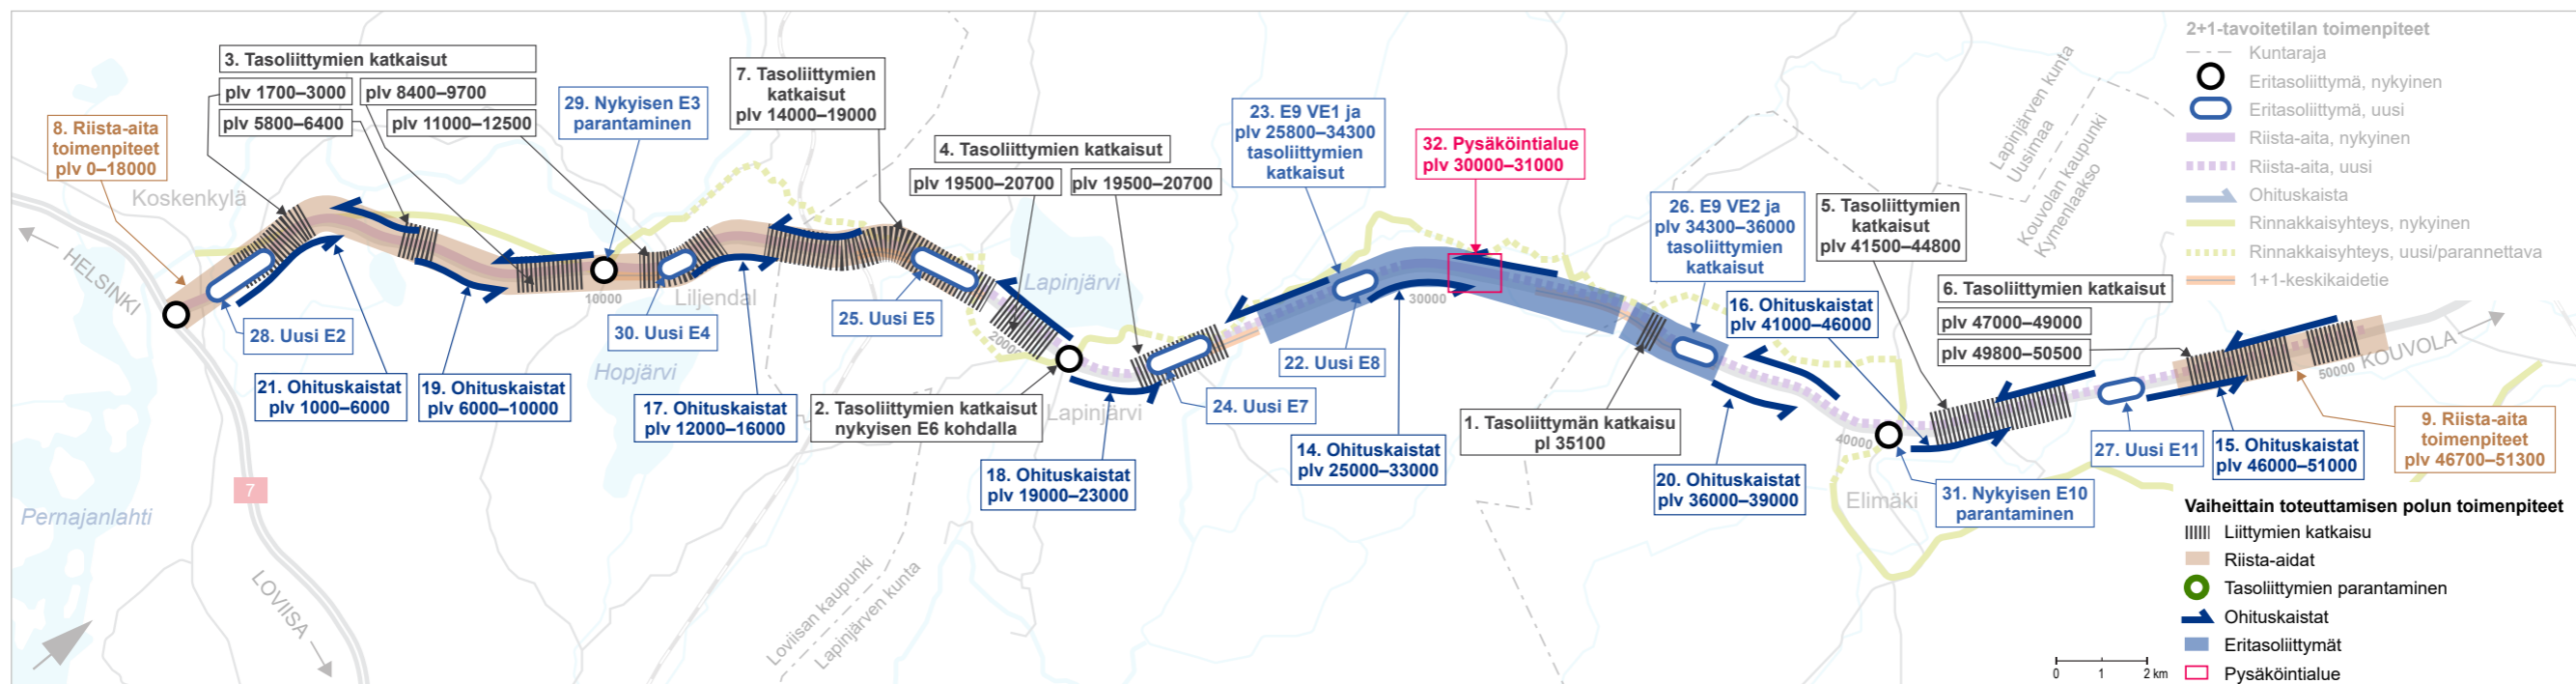 3. Tasoliittymien katkaisut
plv 1700–3000
plv 8400–9700
plv 5800–6400
plv 11000–12500
8. Riista-aita
toimenpiteet
plv 0–18000
29. Nykyisen E3
parantaminen
7. Tasoliittymien
katkaisut
plv 14000–19000
4. Tasoliittymien katkaisut
plv 19500–20700
plv 19500–20700
23. E9 VE1 ja
plv 25800–34300
tasoliittymien
katkaisut
32. Pysäköintialue
plv 30000–31000
26. E9 VE2 ja
plv 34300–36000
tasoliittymien
katkaisut
5. Tasoliittymien
katkaisut
plv 41500–44800
6. Tasoliittymien katkaisut
plv 47000–49000
plv 49800–50500
16. Ohituskaistat
plv 41000–46000
Koskenkylä
HELSINKI
LOVIISA
7
Pernajanlahti
28. Uusi E2
21. Ohituskaistat
plv 1000–6000
19. Ohituskaistat
plv 6000–10000
10000
Liljendal
Hopjärvi
30. Uusi E4
17. Ohituskaistat
plv 12000–16000
25. Uusi E5
20000
Lapinjärvi
2. Tasoliittymien katkaisut
nykyisen E6 kohdalla
Lapinjärvi
Loviisan kaupunki
Lapinjärven kunta
18. Ohituskaistat
plv 19000–23000
24. Uusi E7
22. Uusi E8
30000
14. Ohituskaistat
plv 25000–33000
1. Tasoliittymän katkaisu
pl 35100
20. Ohituskaistat
plv 36000–39000
40000
Elimäki
31. Nykyisen E10
parantaminen
27. Uusi E11
15. Ohituskaistat
plv 46000–51000
50000
KOUVOLA
9. Riista-aita
toimenpiteet
plv 46700–51300
Lapinjärven kunta
Uusimaa
Kouvolan kaupunki
Kymenlaakso
2+1-tavoitetilan toimenpiteet
Kuntaraja
Eritasoliittymä, nykyinen
Eritasoliittymä, uusi
Riista-aita, nykyinen
Riista-aita, uusi
Ohituskaista
Rinnakkaisyhteys, nykyinen
Rinnakkaisyhteys, uusi/parannettava
1+1-keskikaidetie
Vaiheittain toteuttamisen polun toimenpiteet
Liittymien katkaisu
Riista-aidat
Tasoliittymien parantaminen
Ohituskaistat
Eritasoliittymät
Pysäköintialue
0 1 2 km